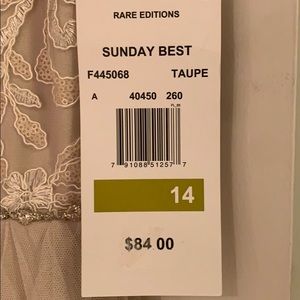 RARE EDITIONS
SUNDAY BEST
F445068 TAUPE
A 40450 260
7 91088 51257 7
14
$84 00